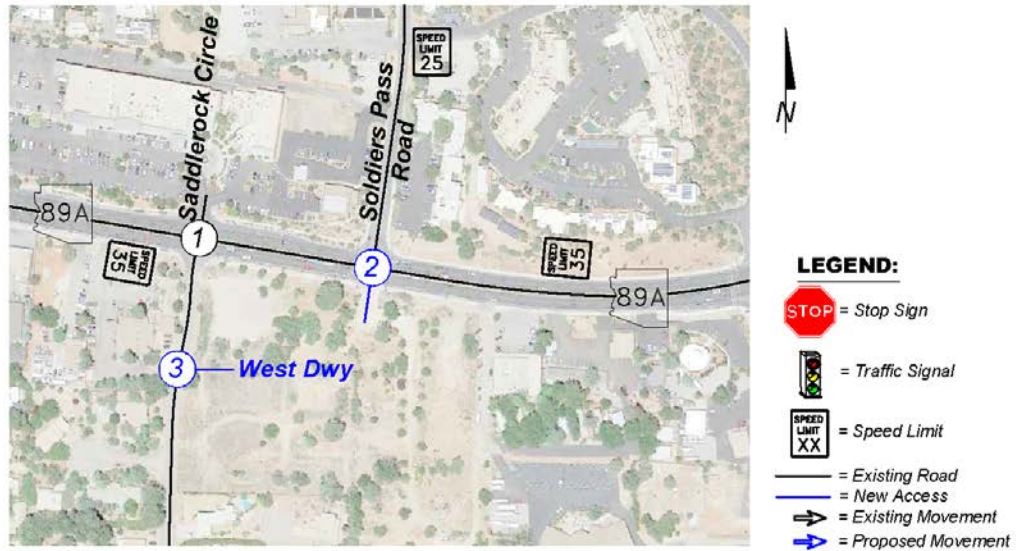 Saddlerock Circle
Soldiers Pass
Road
SPEED
LIMIT
25
89A
1
SPEED
LIMIT
35
2
SPEED
LIMIT
35
89A
3
West Dwy
N
LEGEND:
STOP = Stop Sign
= Traffic Signal
SPEED
LIMIT
XX
= Speed Limit
= Existing Road
= New Access
= Existing Movement
= Proposed Movement